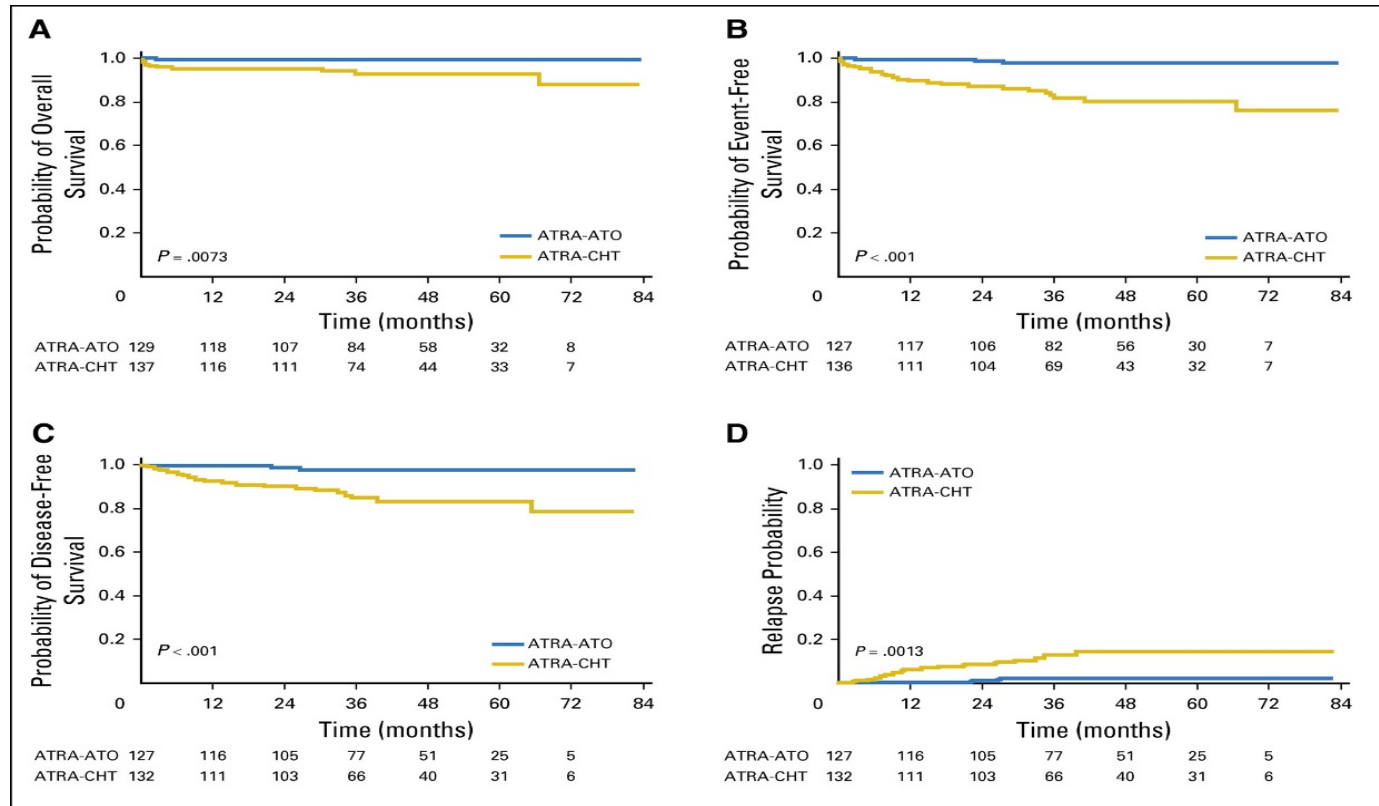 A
Probability of Overall
Survival
1.0
0.8
0.6
0.4
0.2
P = .0073
ATRA-ATO
ATRA-CHT
0 12 24 36 48 60 72 84
Time (months)
ATRA-ATO 129 118 107 84 58 32 8
ATRA-CHT 137 116 111 74 44 33 7
B
Probability of Event-Free
Survival
1.0
0.8
0.6
0.4
0.2
P < .001
ATRA-ATO
ATRA-CHT
0 12 24 36 48 60 72 84
Time (months)
ATRA-ATO 127 117 106 82 56 30 7
ATRA-CHT 136 111 104 69 43 32 7
C
Probability of Disease-Free
Survival
1.0
0.8
0.6
0.4
0.2
P < .001
ATRA-ATO
ATRA-CHT
0 12 24 36 48 60 72 84
Time (months)
ATRA-ATO 127 116 105 77 51 25 5
ATRA-CHT 132 111 103 66 40 31 6
D
Relapse Probability
1.0
0.8
0.6
0.4
0.2
ATRA-ATO
ATRA-CHT
P = .0013
0 12 24 36 48 60 72 84
Time (months)
ATRA-ATO 127 116 105 77 51 25 5
ATRA-CHT 132 111 103 66 40 31 6